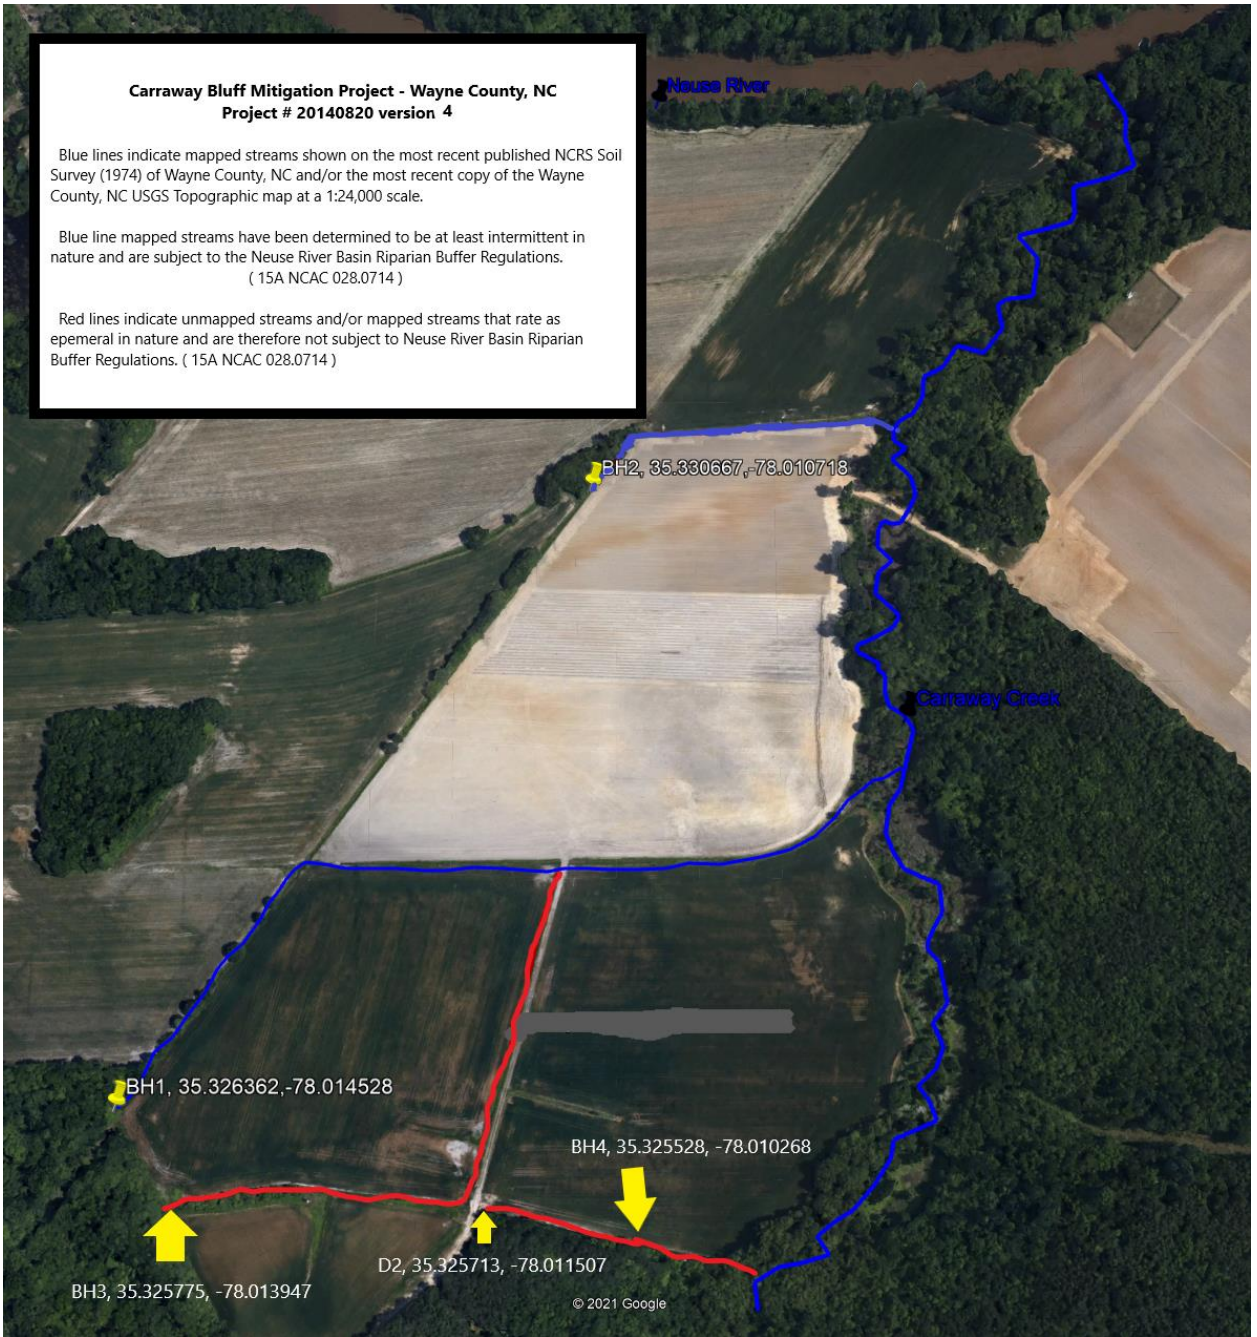 Carraway Bluff Mitigation Project - Wayne County, NC
Project # 20140820 version 4
Blue lines indicate mapped streams shown on the most recent published NCRS Soil
Survey (1974) of Wayne County, NC and/or the most recent copy of the Wayne
County, NC USGS Topographic map at a 1:24,000 scale.
Blue line mapped streams have been determined to be at least intermittent in
nature and are subject to the Neuse River Basin Riparian Buffer Regulations.
( 15A NCAC 028.0714 )
Red lines indicate unmapped streams and/or mapped streams that rate as
epemeral in nature and are therefore not subject to Neuse River Basin Riparian
Buffer Regulations. ( 15A NCAC 028.0714 )
Neuse River
BH2, 35.330667,-78.010718
Carraway Creek
BH1, 35.326362,-78.014528
BH4, 35.325528, -78.010268
D2, 35.325713, -78.011507
BH3, 35.325775, -78.013947
© 2021 Google